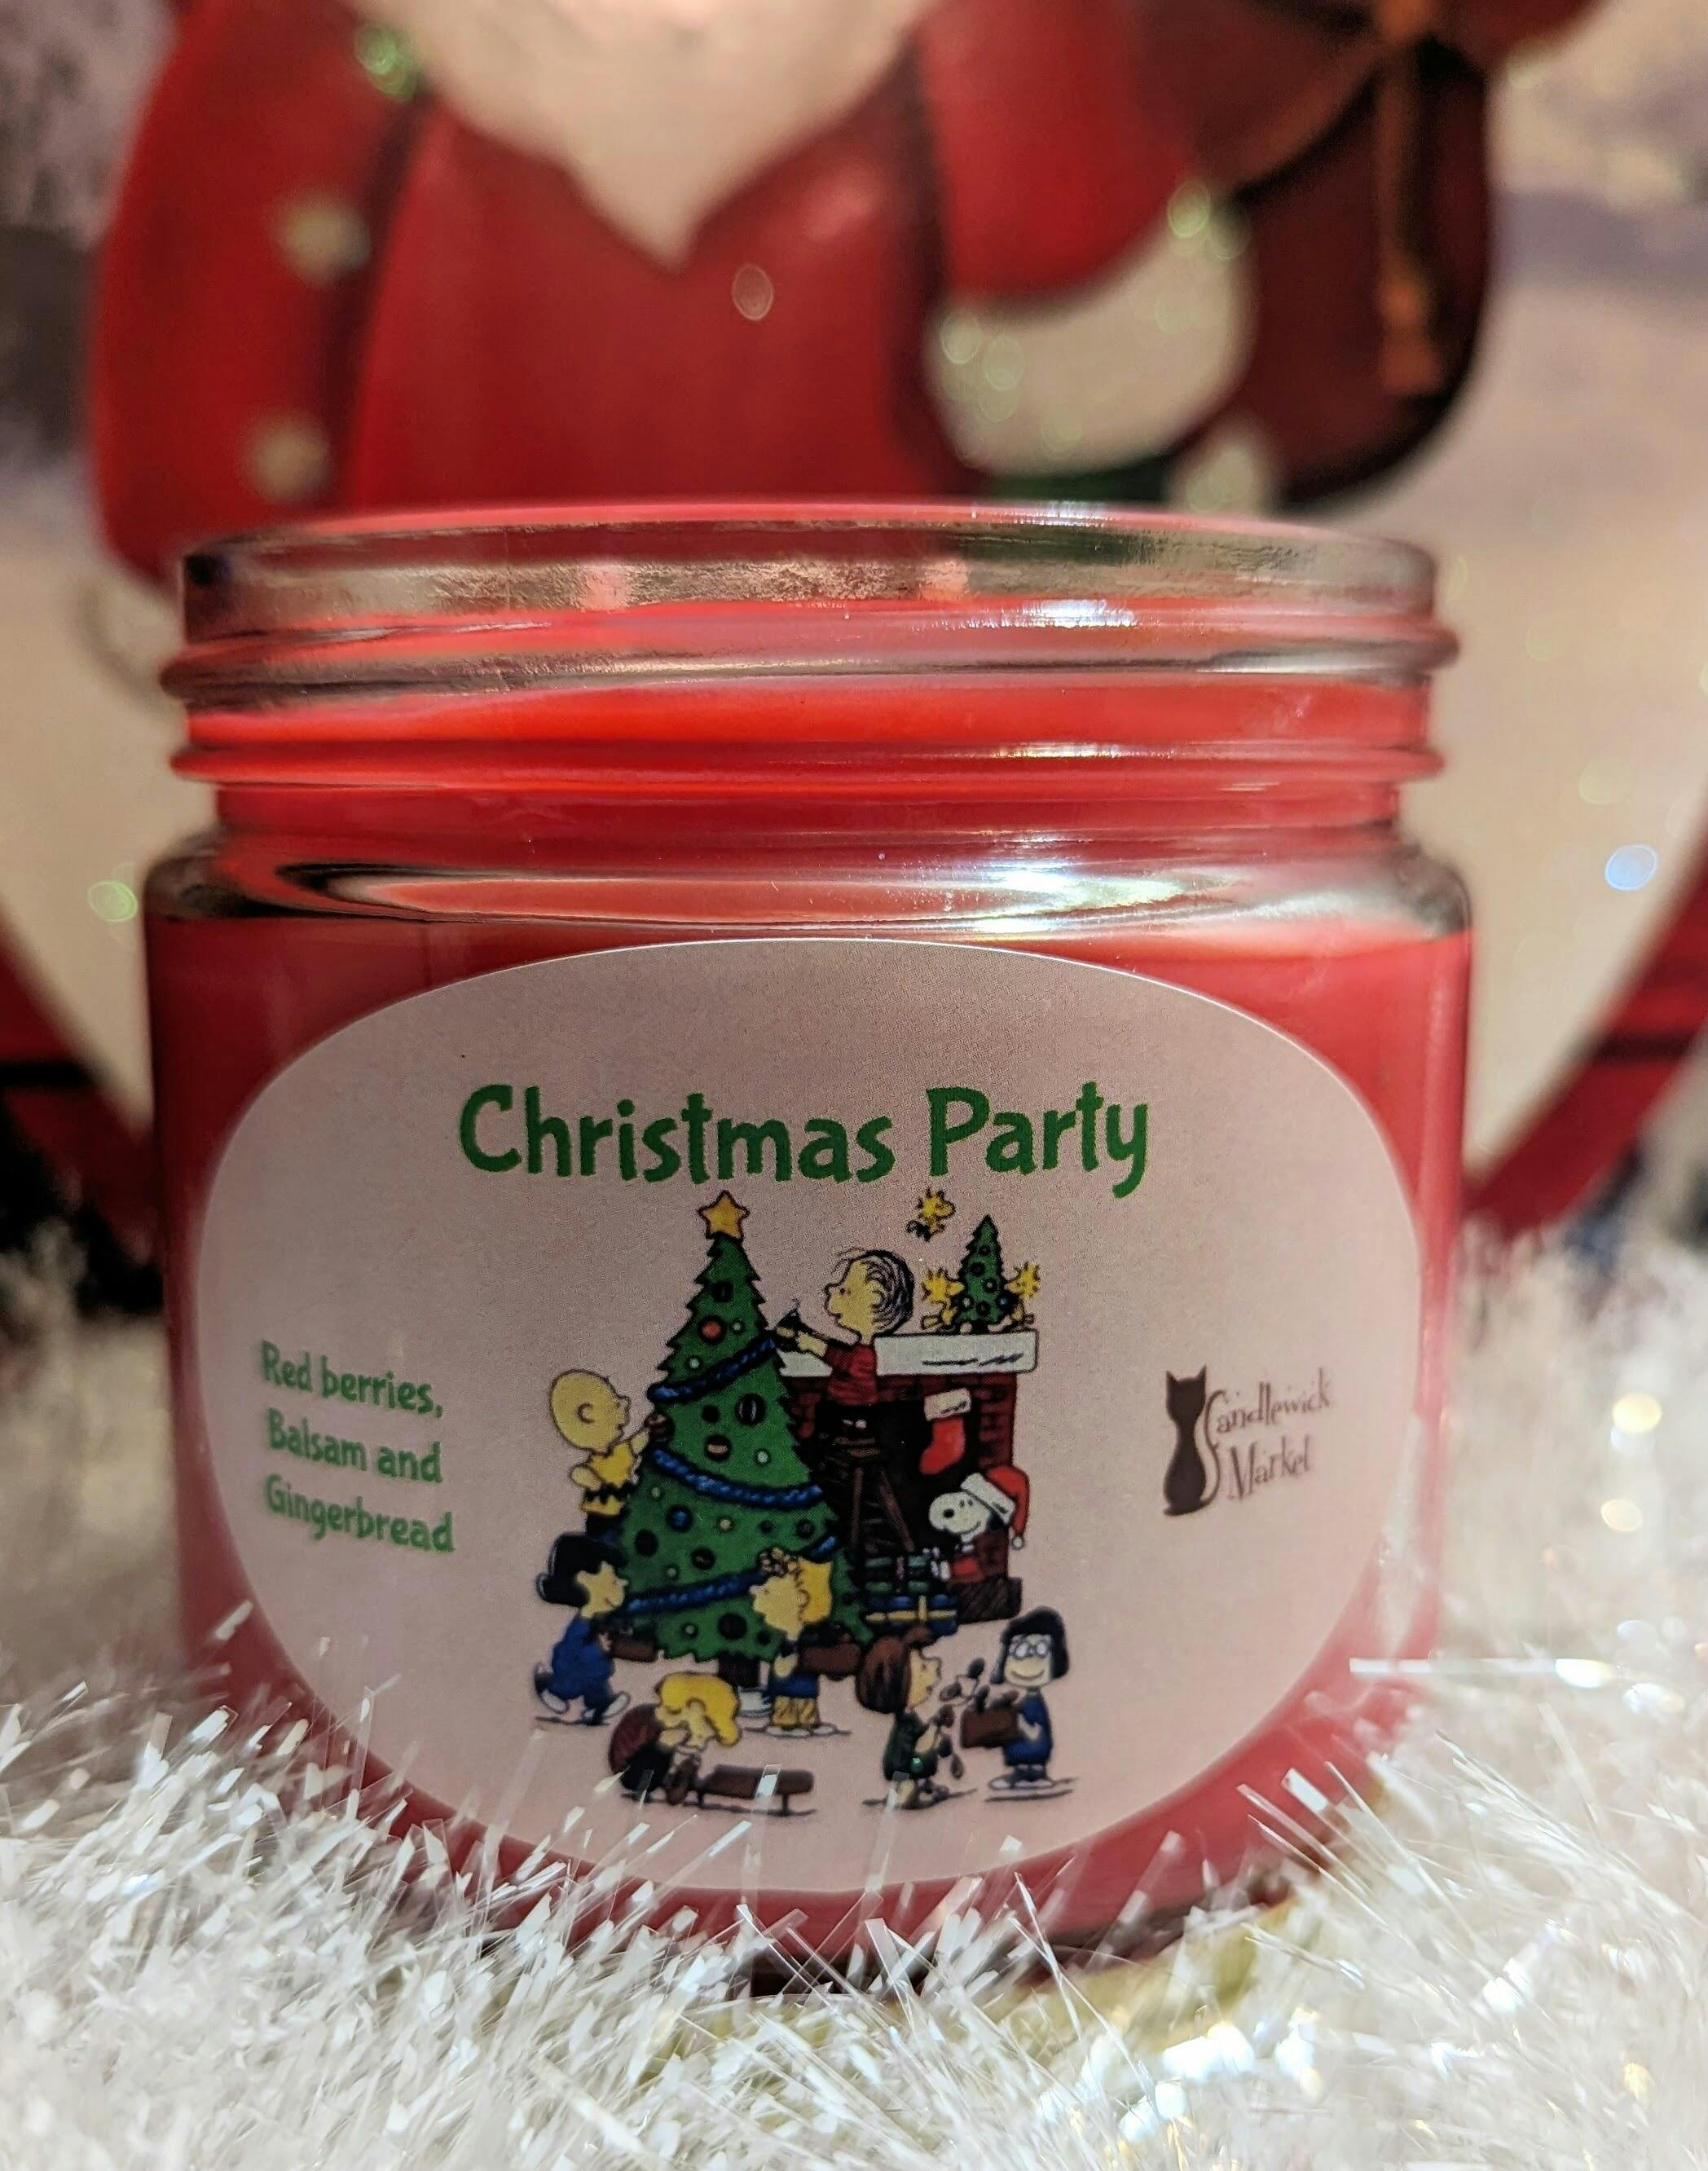 Christmas Party
Red berries,
Balsam and
Gingerbread
Candlewick
Market